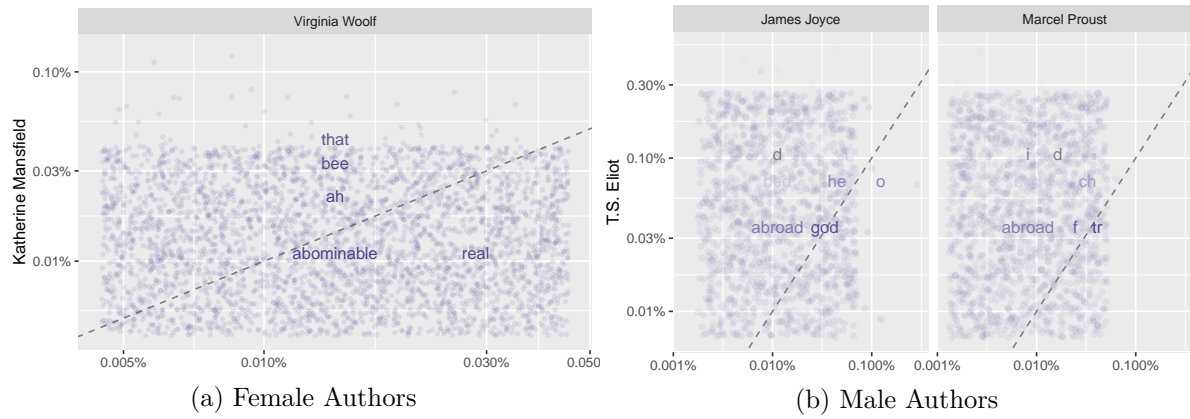 Virginia Woolf
Katherine Mansfield
0.10%
0.03%
0.01%
that
bee
ah
abominable
real
0.005%
0.010%
0.030%
0.050
(a) Female Authors
James Joyce
Marcel Proust
T.S. Eliot
0.30%
0.10%
0.03%
0.01%
d
he
o
abroad
god
i
d
ch
abroad
f
tr
0.001%
0.010%
0.100%
0.001%
0.010%
0.100%
(b) Male Authors